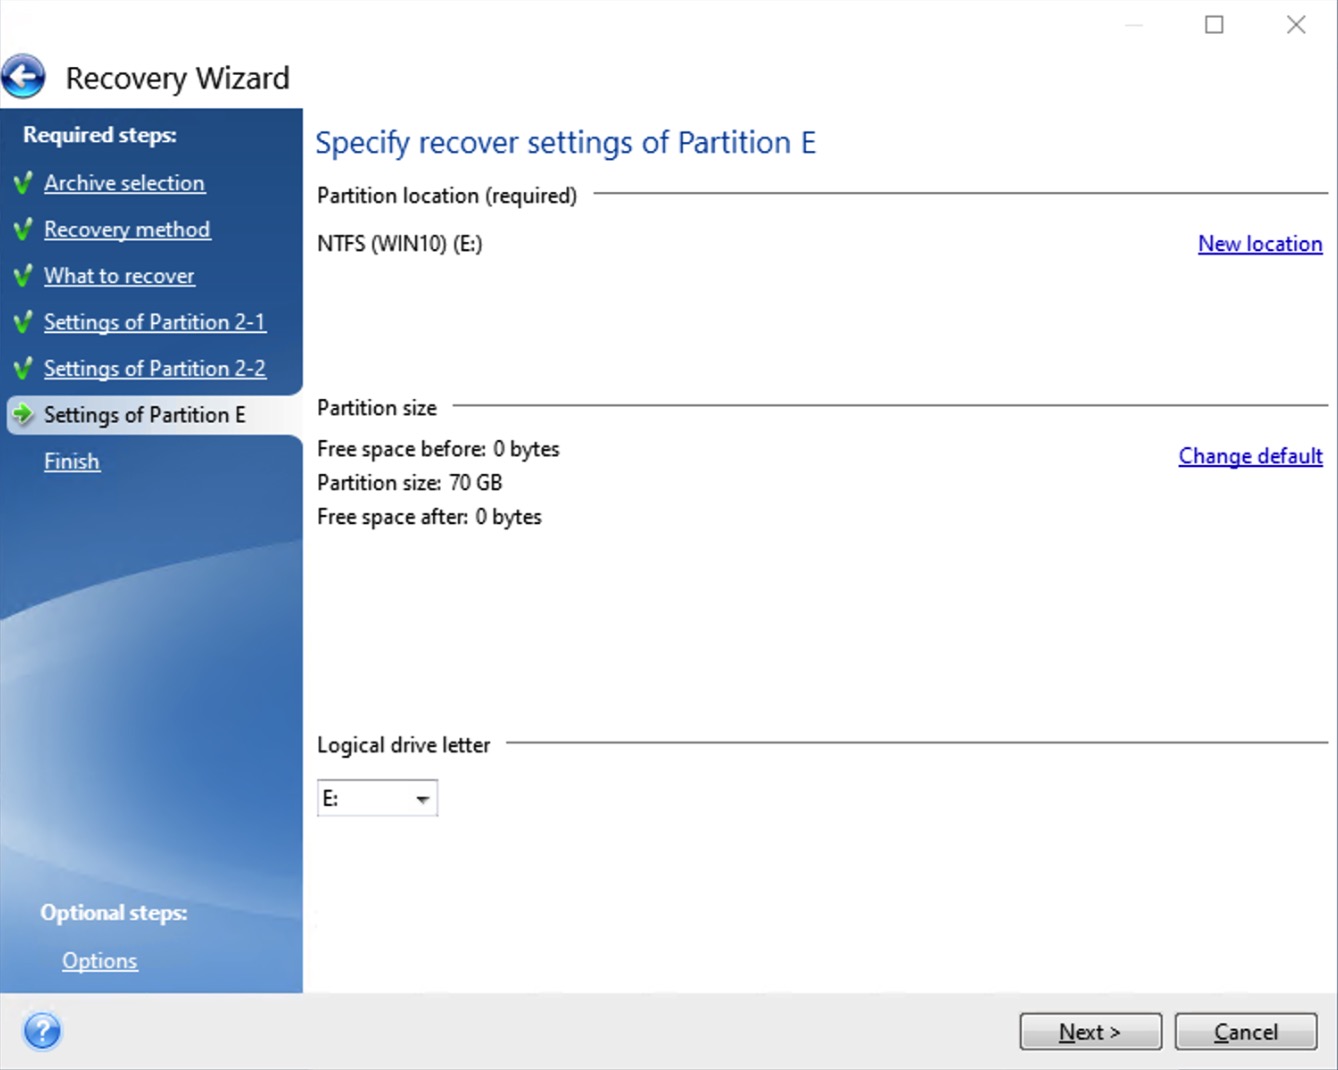 Recovery Wizard
Required steps:
Archive selection
Recovery method
What to recover
Settings of Partition 2-1
Settings of Partition 2-2
Settings of Partition E
Finish
Optional steps:
Options
Specify recover settings of Partition E
Partition location (required)
NTFS (WIN10) (E:)
New location
Partition size
Free space before: 0 bytes
Change default
Partition size: 70 GB
Free space after: 0 bytes
Logical drive letter
E:
?
Next >
Cancel